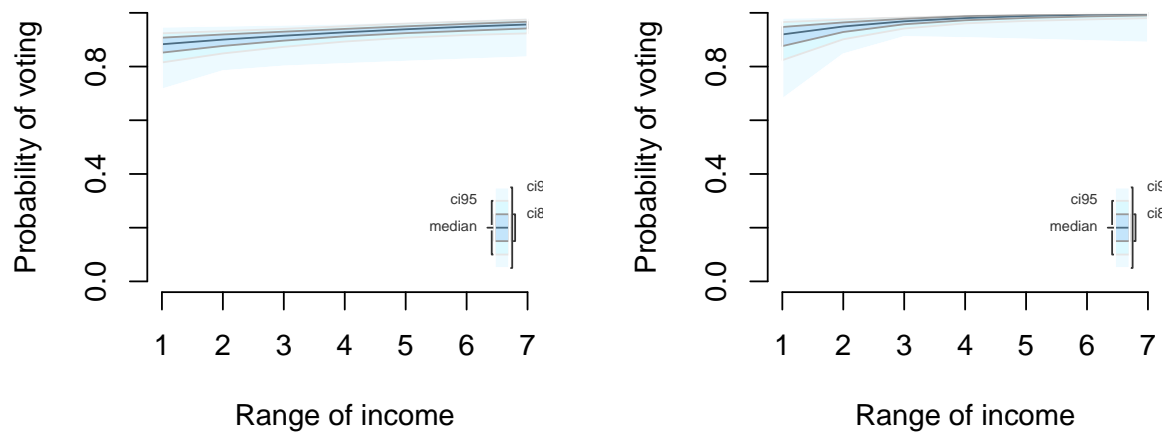 Probability of voting
0.8
0.4
0.0
ci95
median
1 2 3 4 5 6 7
Range of income
Probability of voting
0.8
0.4
0.0
ci95
median
1 2 3 4 5 6 7
Range of income